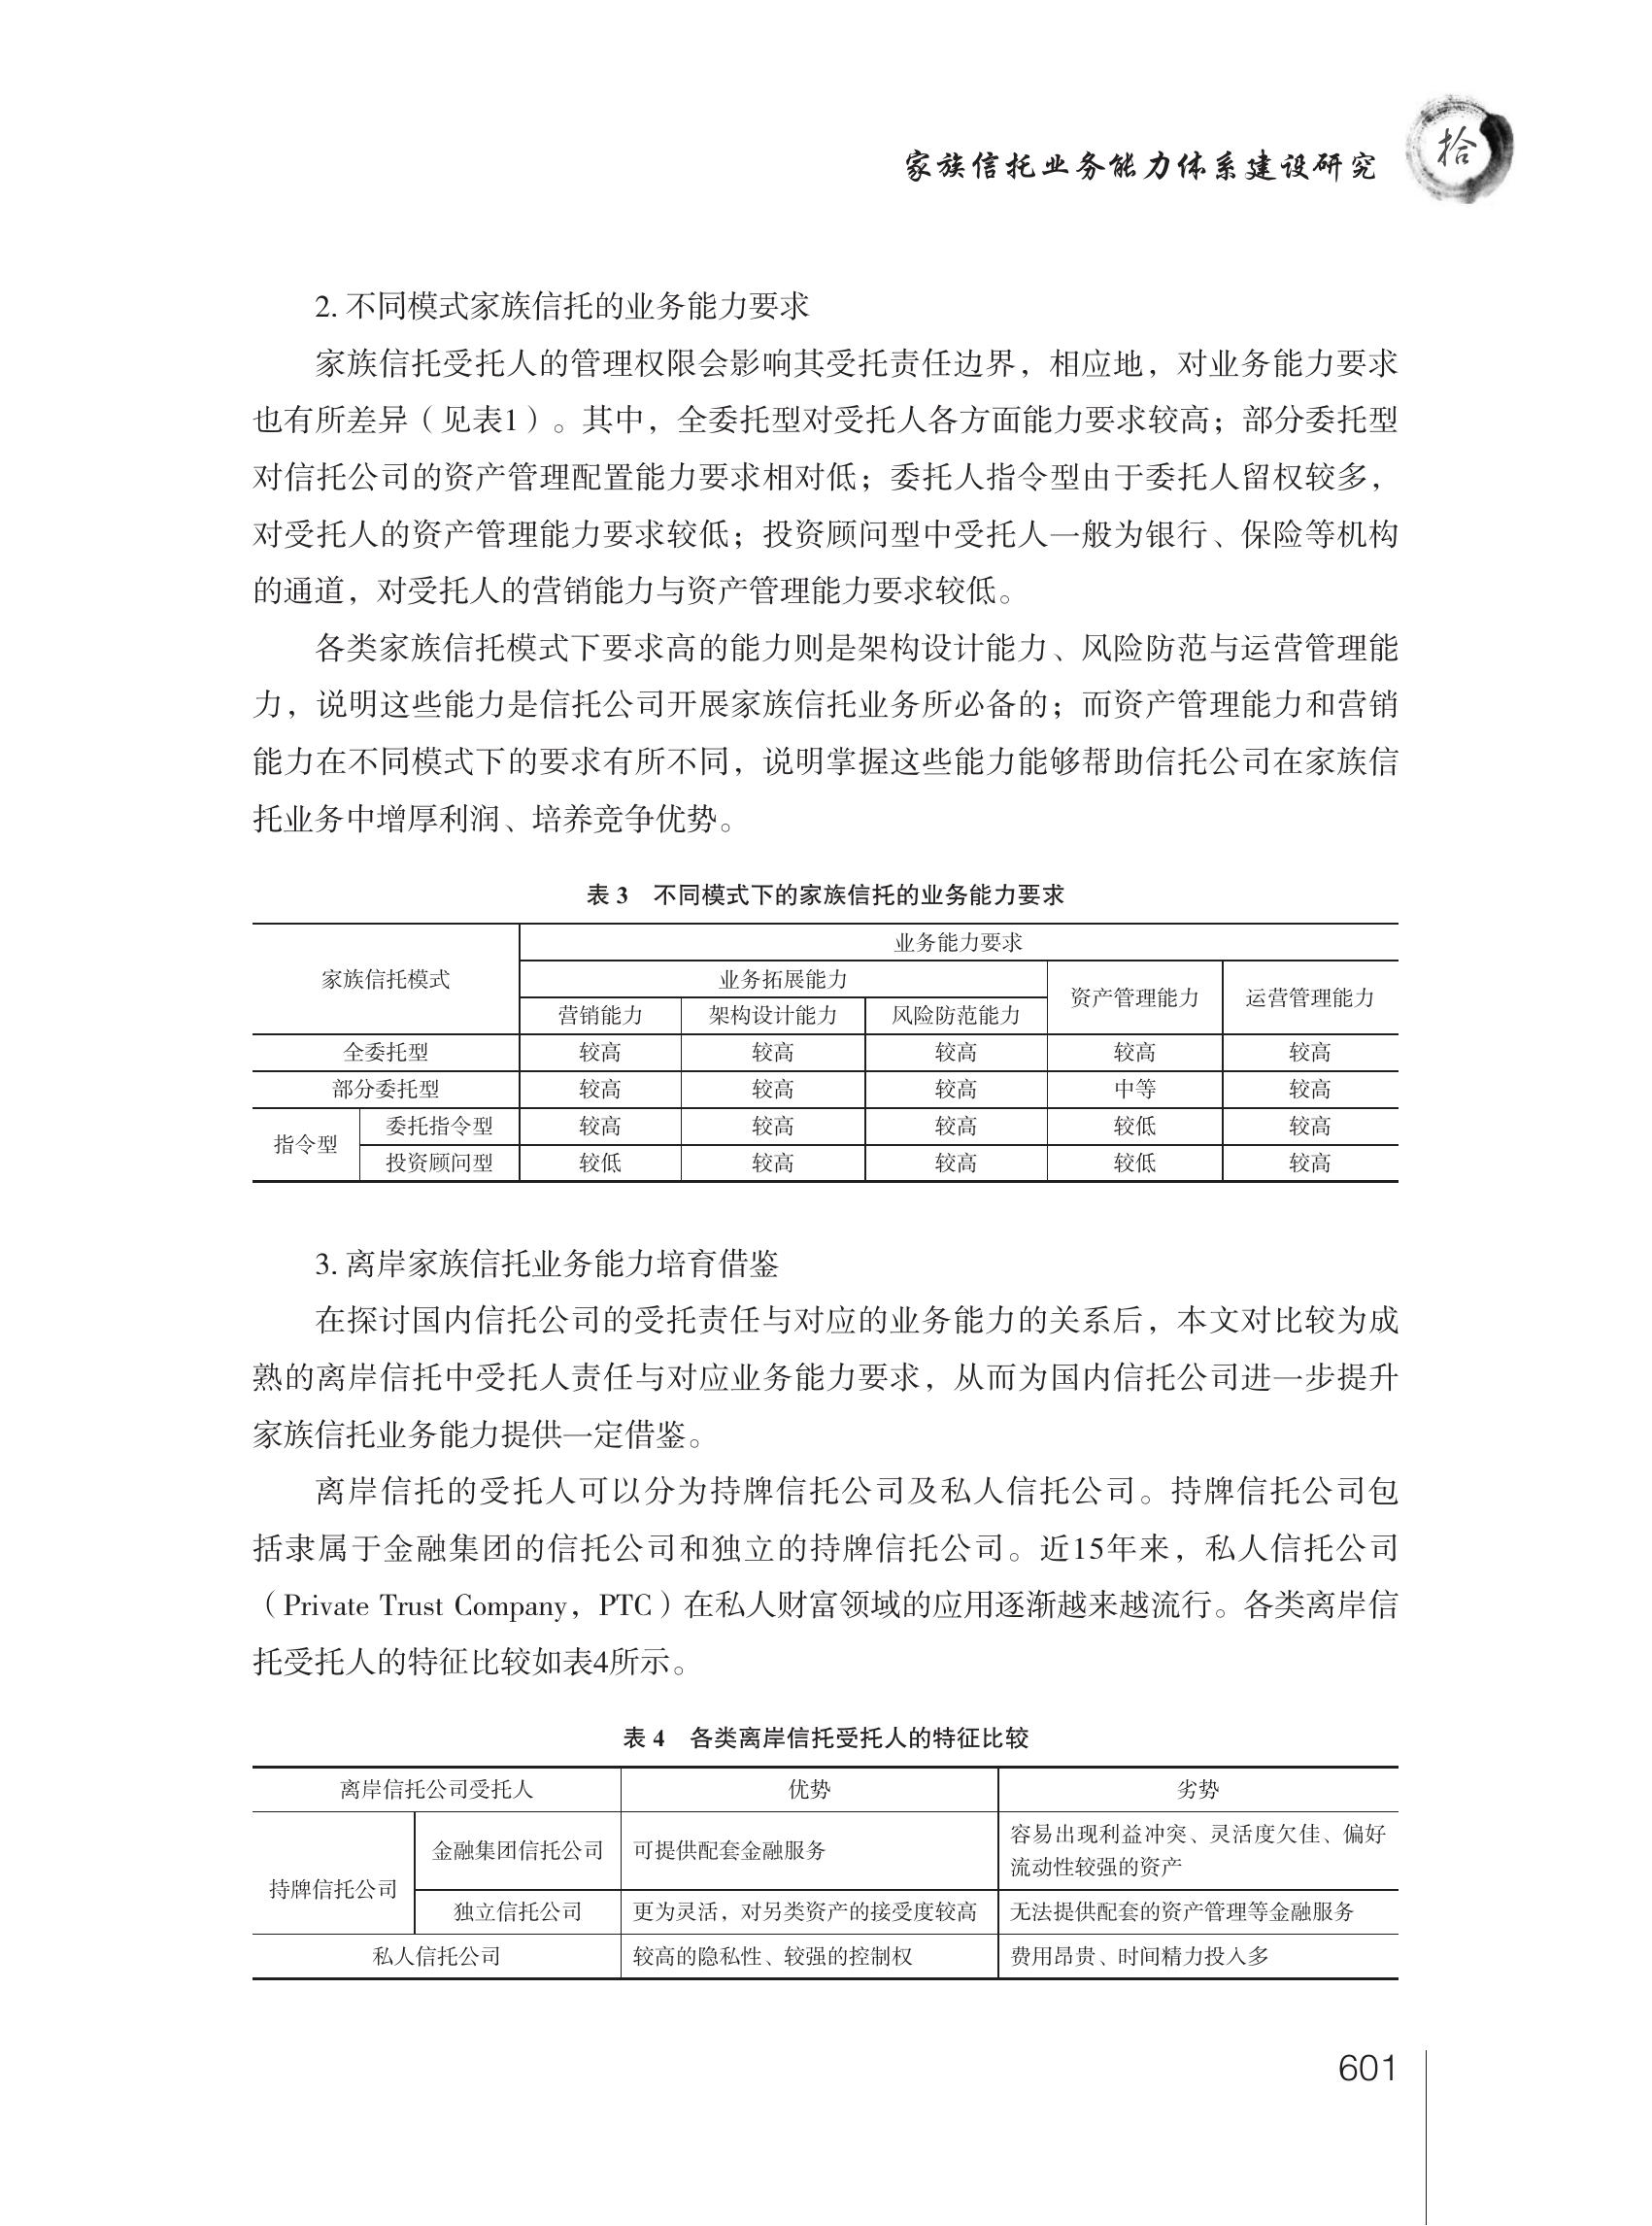 家族信托业务能力体系建设研究
拾
2. 不同模式家族信托的业务能力要求
家族信托受托人的管理权限会影响其受托责任边界，相应地，对业务能力要求
也有所差异（见表1）。其中，全委托型对受托人各方面能力要求较高；部分委托型
对信托公司的资产管理配置能力要求相对低；委托人指令型由于委托人留权较多，
对受托人的资产管理能力要求较低；投资顾问型中受托人一般为银行、保险等机构
的通道，对受托人的营销能力与资产管理能力要求较低。
各类家族信托模式下要求高的能力则是架构设计能力、风险防范与运营管理能
力，说明这些能力是信托公司开展家族信托业务所必备的；而资产管理能力和营销
能力在不同模式下的要求有所不同，说明掌握这些能力能够帮助信托公司在家族信
托业务中增厚利润、培养竞争优势。
表 3 不同模式下的家族信托的业务能力要求
业务能力要求
家族信托模式 业务拓展能力 资产管理能力 运营管理能力
营销能力 架构设计能力 风险防范能力
全委托型 较高 较高 较高 较高 较高
部分委托型 较高 较高 较高 中等 较高
指令型 委托指令型 较高 较高 较高 较低 较高
投资顾问型 较低 较高 较高 较低 较高
3. 离岸家族信托业务能力培育借鉴
在探讨国内信托公司的受托责任与对应的业务能力的关系后，本文对比较为成
熟的离岸信托中受托人责任与对应业务能力要求，从而为国内信托公司进一步提升
家族信托业务能力提供一定借鉴。
离岸信托的受托人可以分为持牌信托公司及私人信托公司。持牌信托公司包
括隶属于金融集团的信托公司和独立的持牌信托公司。近15年来，私人信托公司
（Private Trust Company，PTC）在私人财富领域的应用逐渐越来越流行。各类离岸信
托受托人的特征比较如表4所示。
表 4 各类离岸信托受托人的特征比较
离岸信托公司受托人 优势 劣势
持牌信托公司 金融集团信托公司 可提供配套金融服务 容易出现利益冲突、灵活度欠佳、偏好
流动性较强的资产
独立信托公司 更为灵活，对另类资产的接受度较高 无法提供配套的资产管理等金融服务
私人信托公司 较高的隐私性、较强的控制权 费用昂贵、时间精力投入多
601